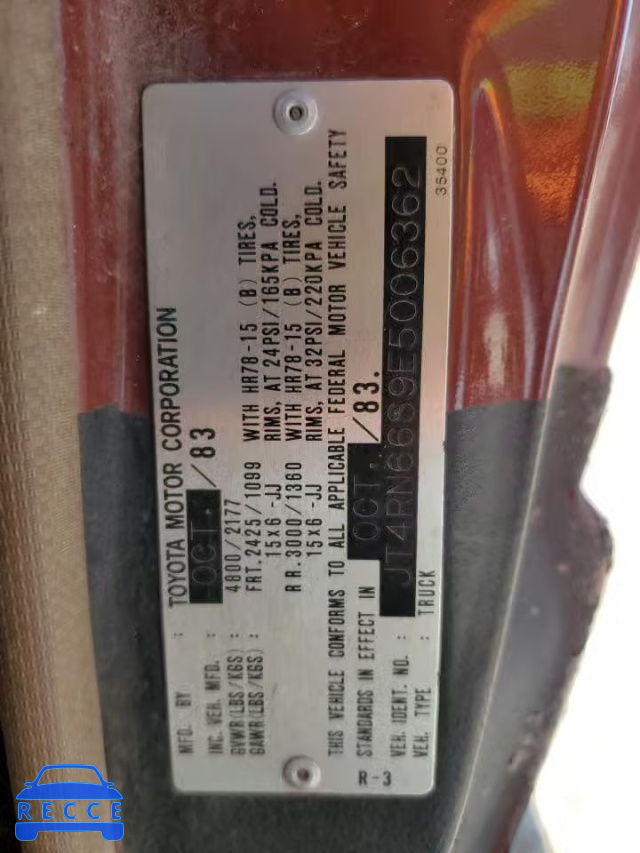 MFD. BY : TOYOTA MOTOR CORPORATION
INC. VEH. MFD. : OCT. /83
GVWR(LBS/KGS) : 4800/2177
GAWR(LBS/KGS) : FRT. 2425/1099 WITH HR78-15 (B) TIRES,
15x6-JJ RIMS, AT 24PSI/165KPA COLD.
RR. 3000/1360 WITH HR78-15 (B) TIRES,
15x6-JJ RIMS, AT 32PSI/220KPA COLD.
THIS VEHICLE CONFORMS TO ALL APPLICABLE FEDERAL MOTOR VEHICLE SAFETY
STANDARDS IN EFFECT IN OCT. /83.
VEH. IDENT. NO. : JT4RN66S9E5006362
VEH. TYPE : TRUCK
R-3
35400
RECCE